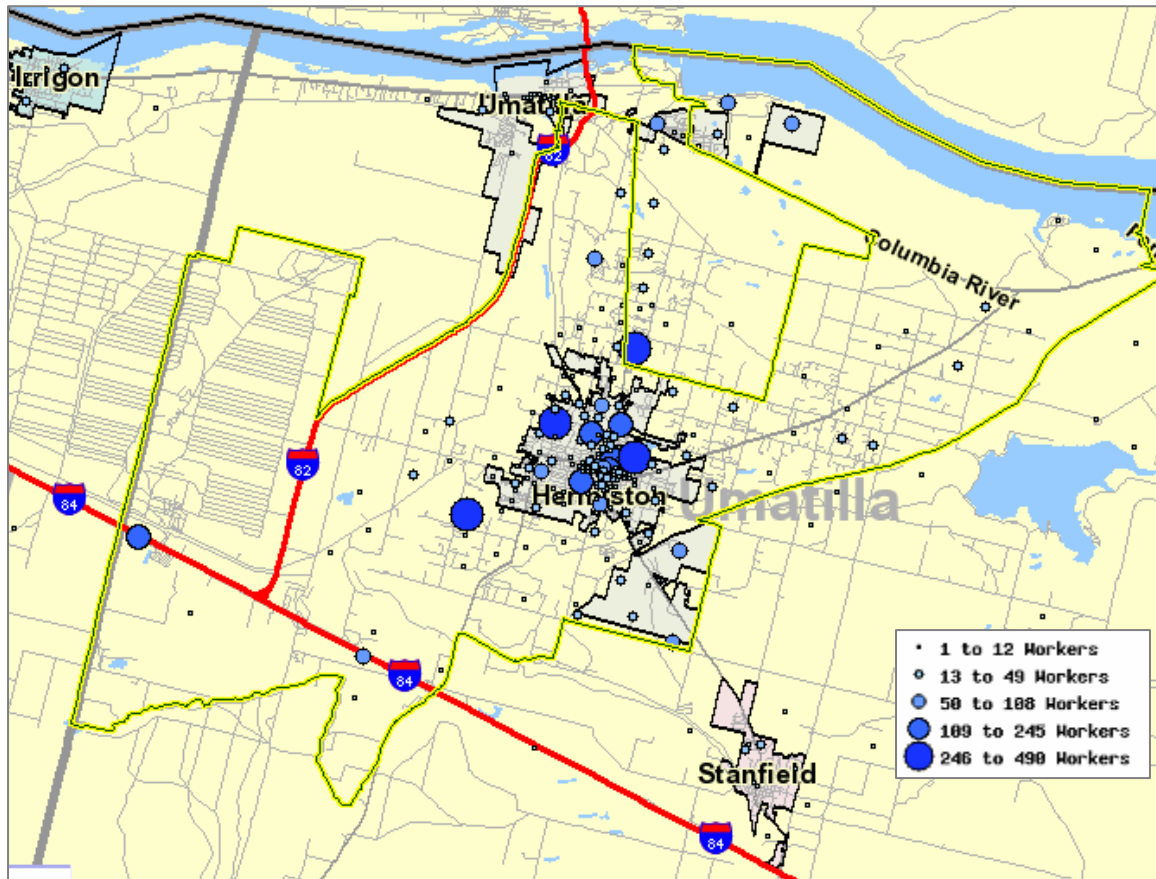 Irrigon
Umatilla
82
Columbia River
82
84
Hermiston
Umatilla
84
Stanfield
84
1 to 12 Workers
13 to 49 Workers
50 to 108 Workers
109 to 245 Workers
246 to 490 Workers